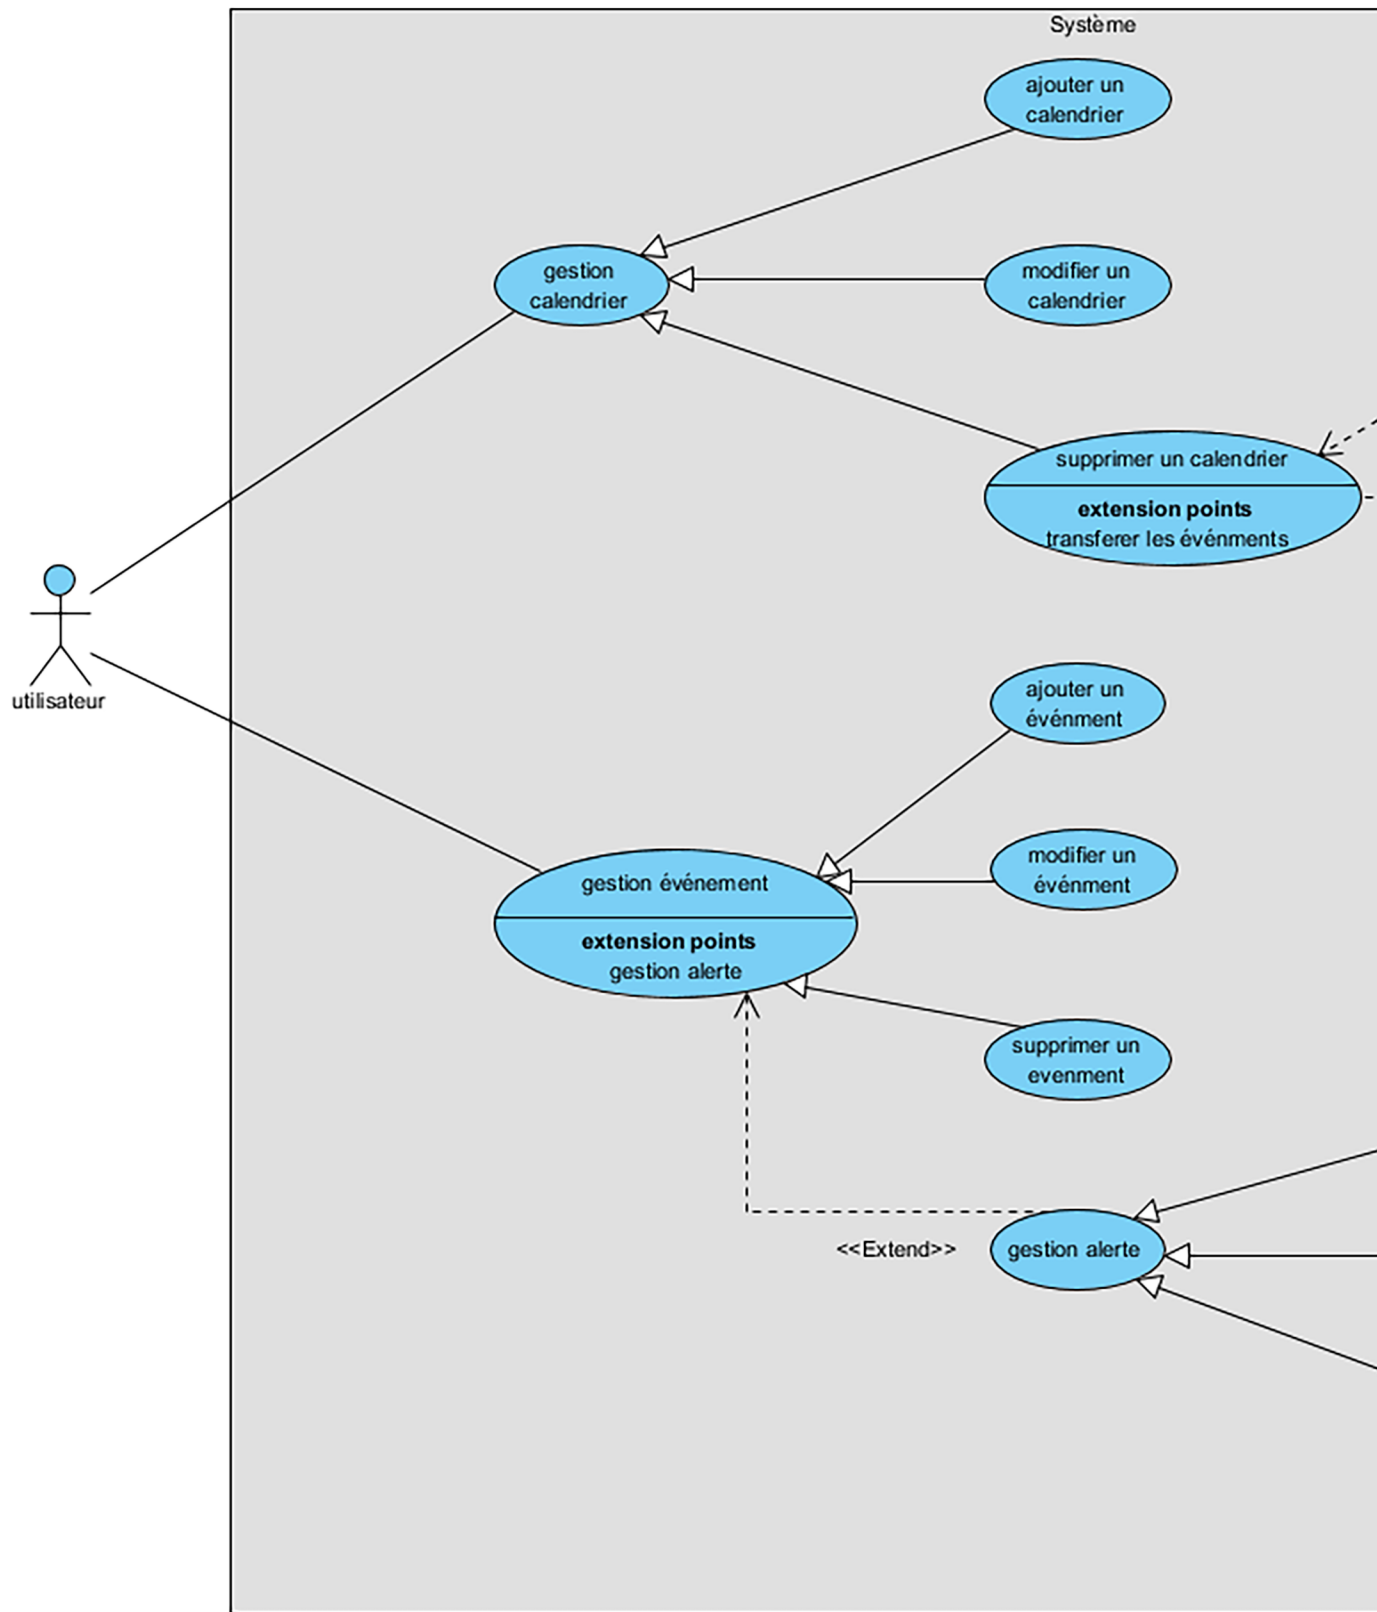 Système
ajouter un
calendrier
gestion
calendrier
modifier un
calendrier
supprimer un calendrier
extension points
transferer les événments
utilisateur
ajouter un
événment
modifier un
événment
gestion événement
extension points
gestion alerte
supprimer un
evenment
<<Extend>>
gestion alerte